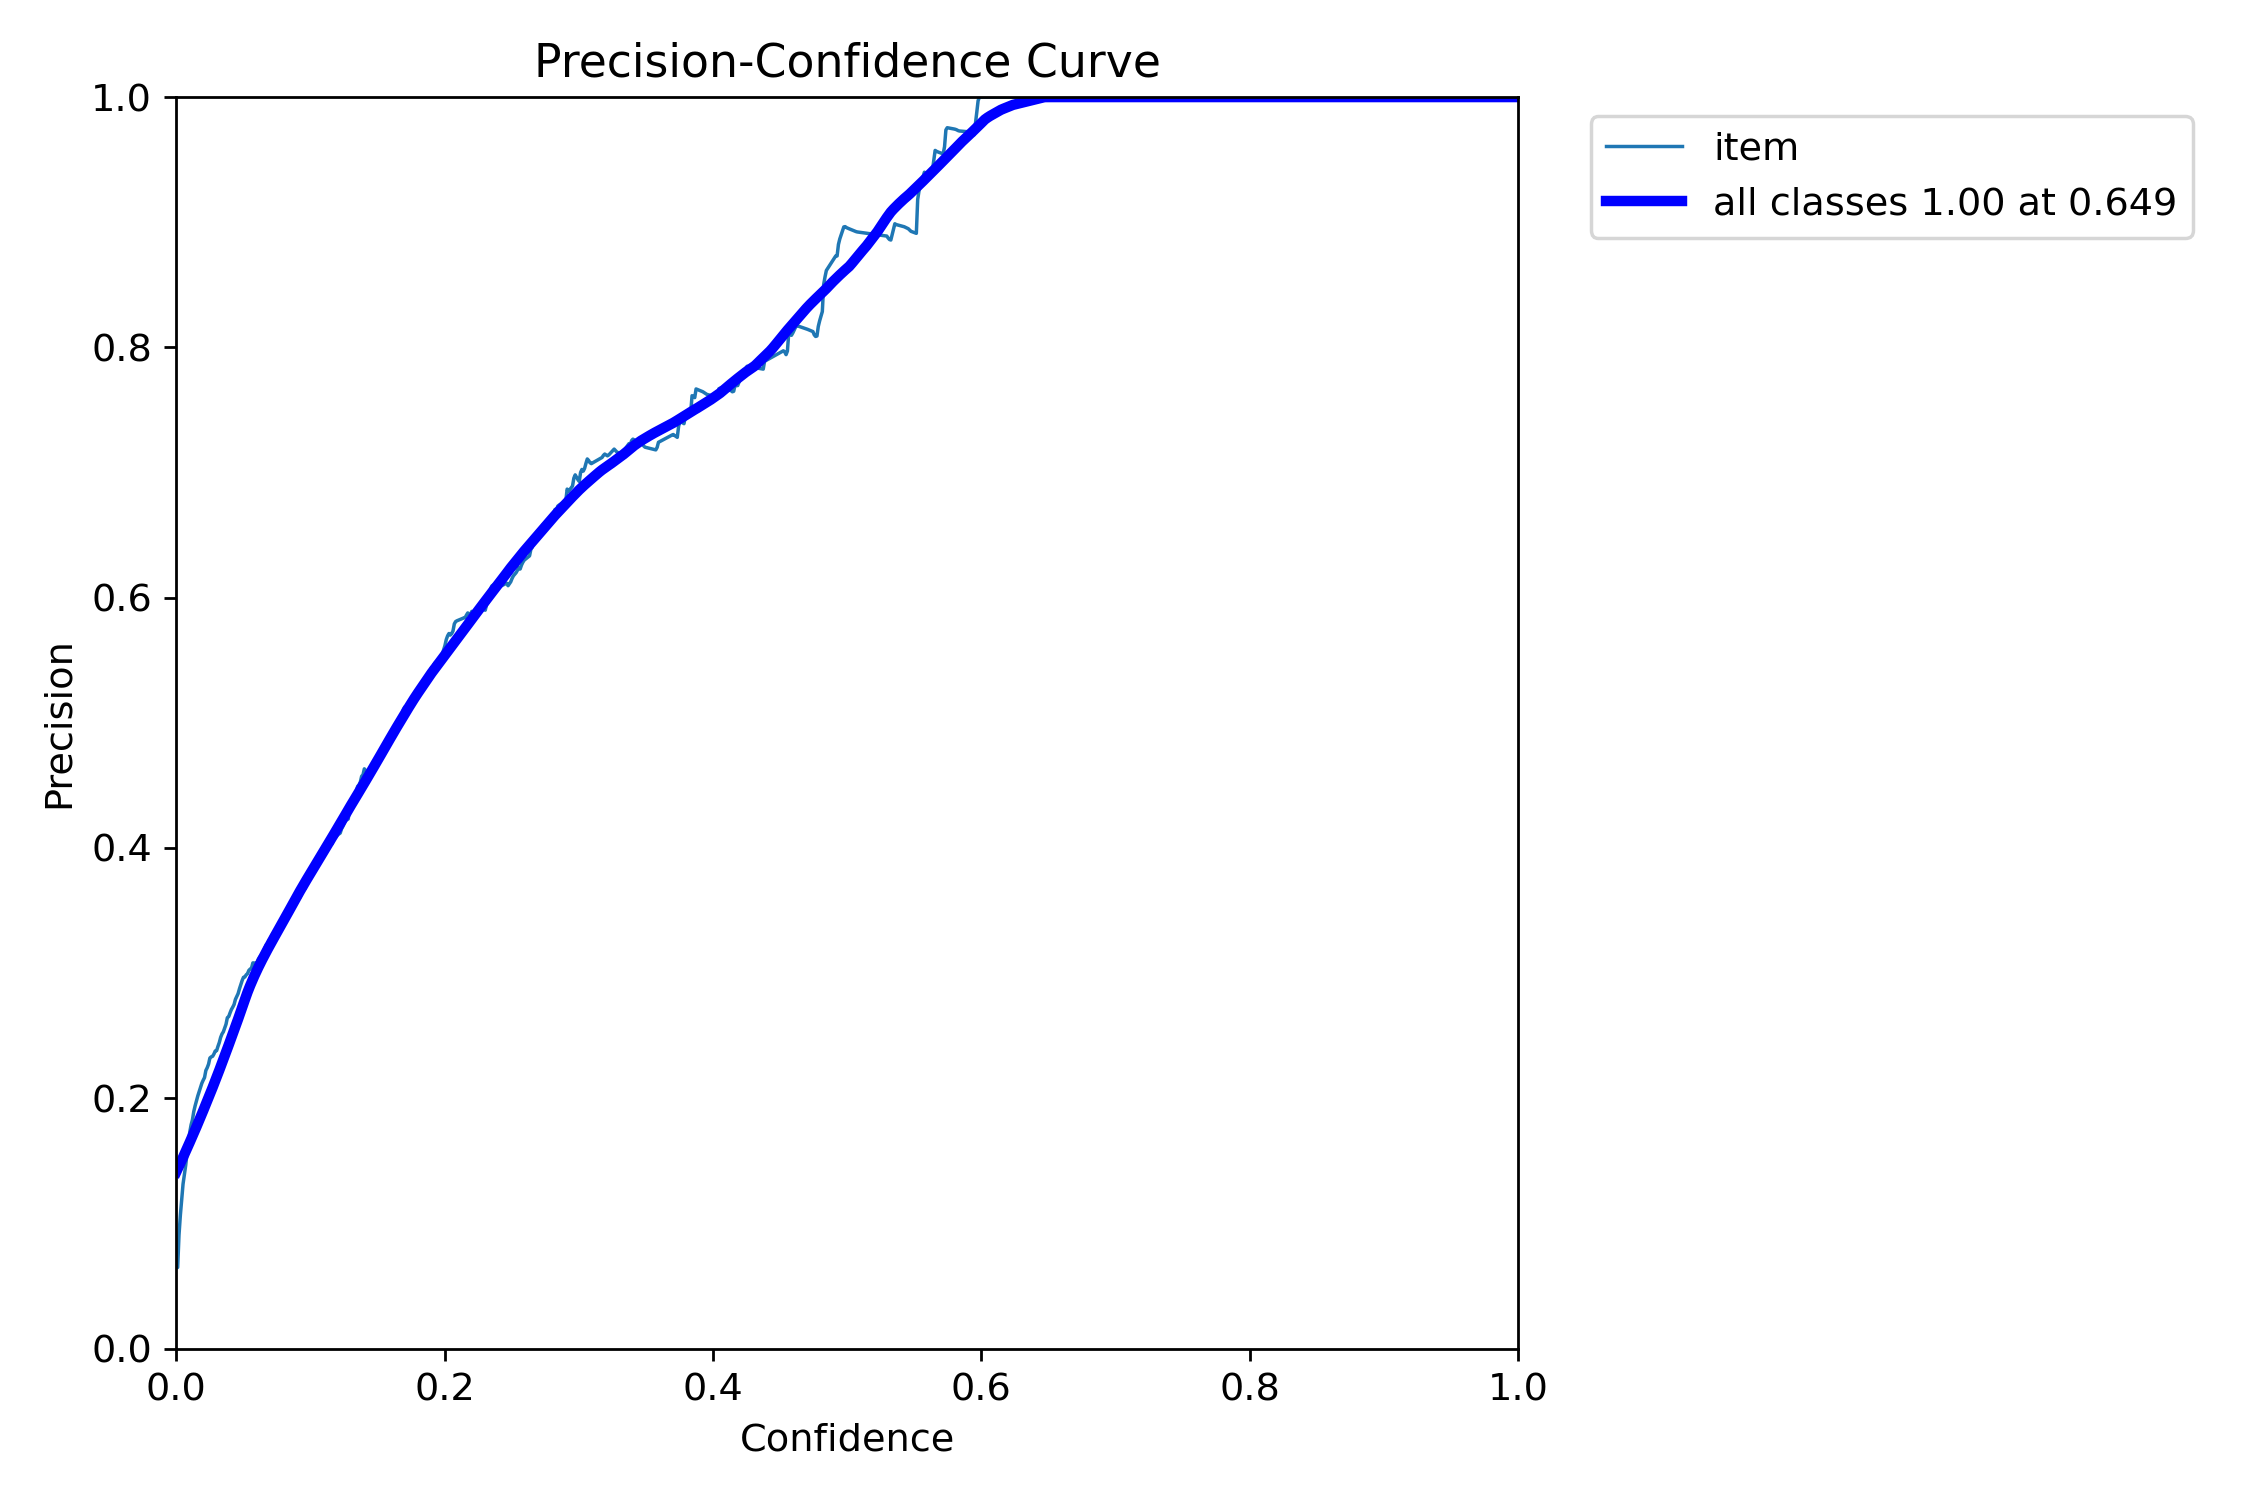 Precision-Confidence Curve
1.0
0.8
0.6
0.4
0.2
0.0
Precision
0.0 0.2 0.4 0.6 0.8 1.0
Confidence
item
all classes 1.00 at 0.649